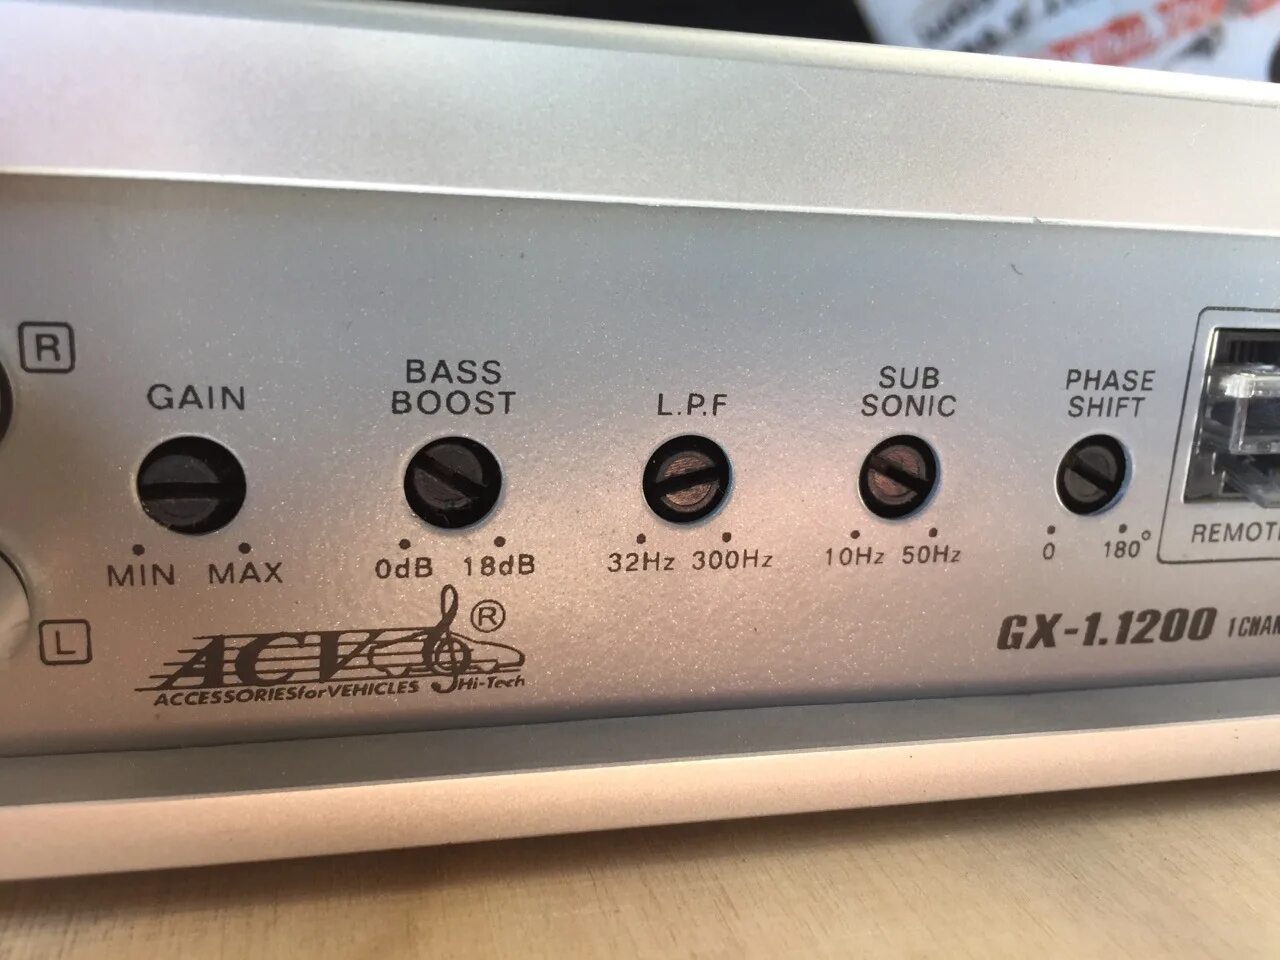 R
GAIN
MIN MAX
BASS
BOOST
0dB 18dB
L.P.F
32Hz 300Hz
SUB
SONIC
10Hz 50Hz
PHASE
SHIFT
0 180°
L
ACV ®
ACCESSORIESforVEHICLES Hi-Tech
GX-1.1200